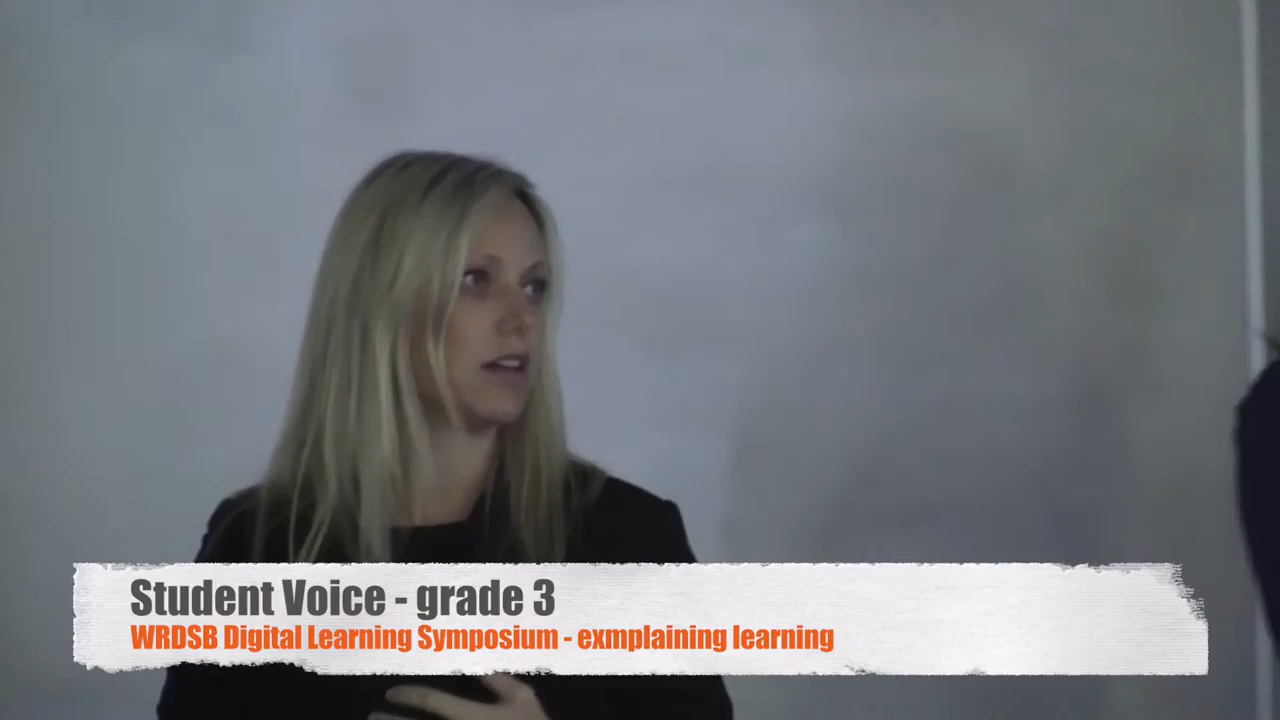 Student Voice - grade 3
WRDSB Digital Learning Symposium - exmplaining learning